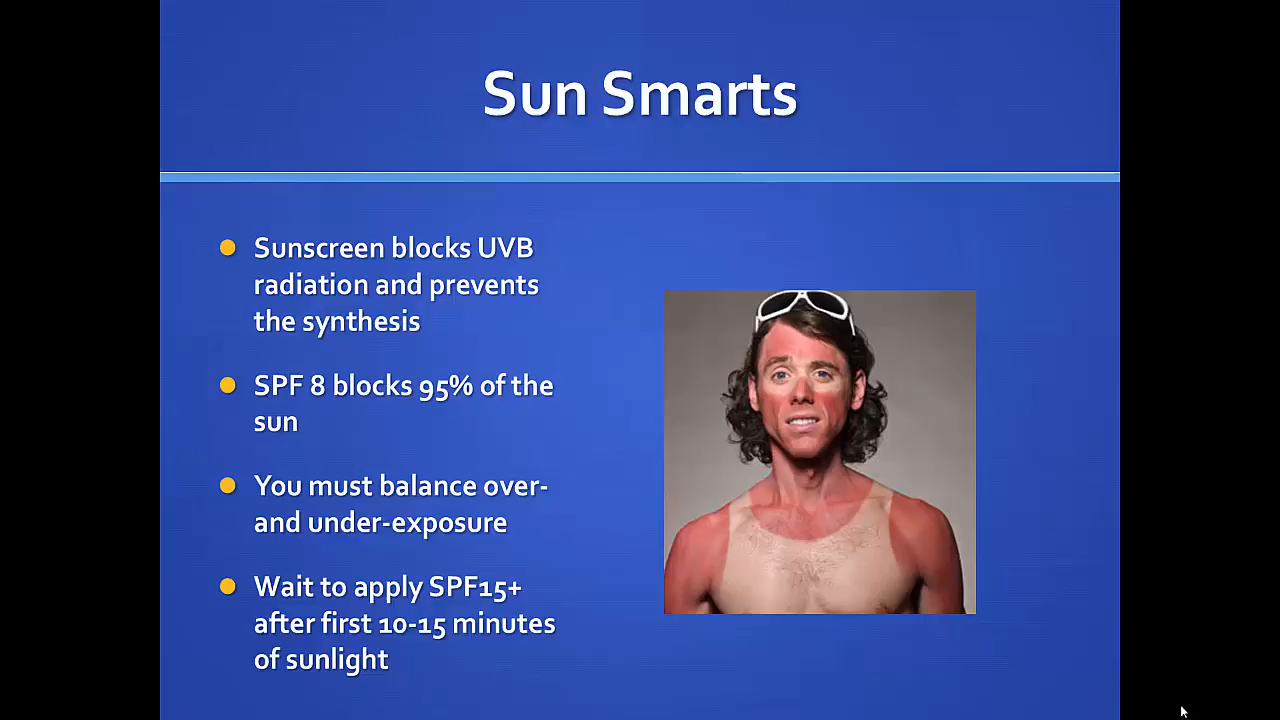 Sun Smarts
Sunscreen blocks UVB
radiation and prevents
the synthesis
SPF 8 blocks 95% of the
sun
You must balance over-
and under-exposure
Wait to apply SPF15+
after first 10-15 minutes
of sunlight